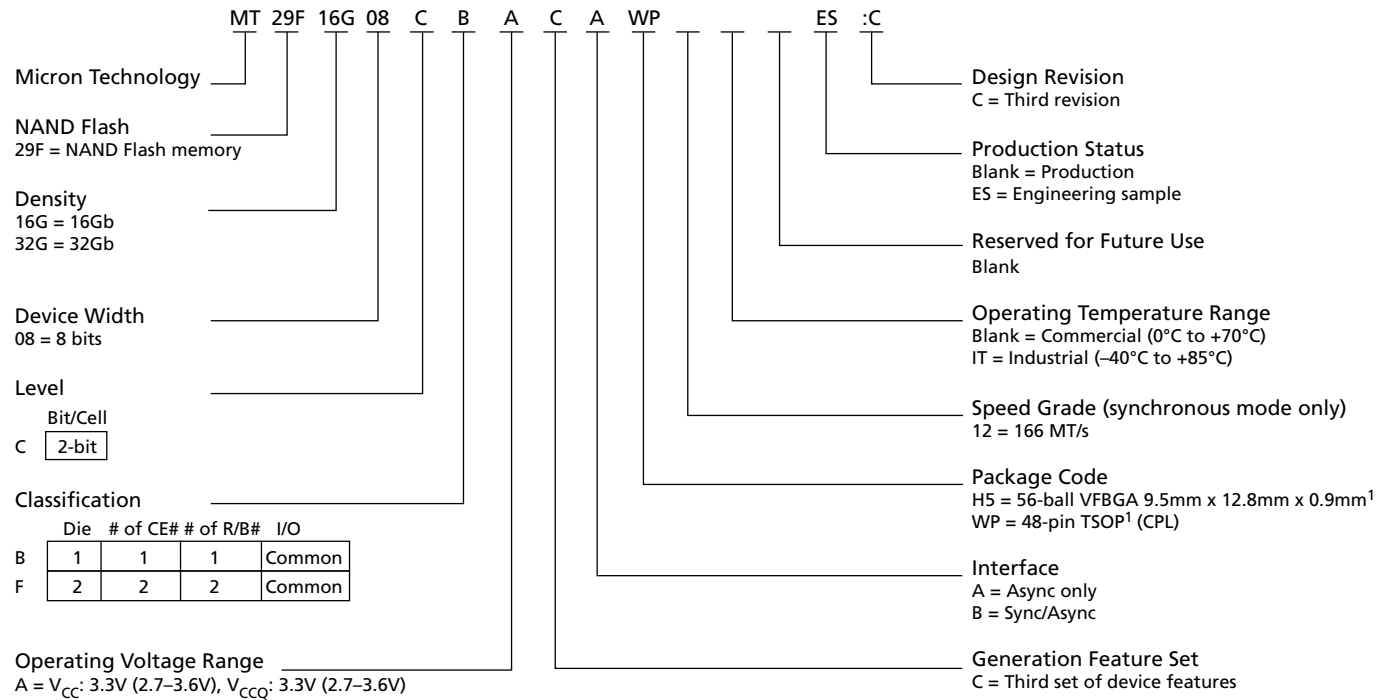 MT 29F 16G 08 C B A C A WP ES :C
Micron Technology
NAND Flash
29F = NAND Flash memory
Density
16G = 16Gb
32G = 32Gb
Device Width
08 = 8 bits
Level
Bit/Cell
C 2-bit
Classification
Die # of CE# # of R/B# I/O
B 1 1 1 Common
F 2 2 2 Common
Operating Voltage Range
A = VCC: 3.3V (2.7–3.6V), VCCQ: 3.3V (2.7–3.6V)
Design Revision
C = Third revision
Production Status
Blank = Production
ES = Engineering sample
Reserved for Future Use
Blank
Operating Temperature Range
Blank = Commercial (0°C to +70°C)
IT = Industrial (–40°C to +85°C)
Speed Grade (synchronous mode only)
12 = 166 MT/s
Package Code
H5 = 56-ball VFBGA 9.5mm x 12.8mm x 0.9mm1
WP = 48-pin TSOP1 (CPL)
Interface
A = Async only
B = Sync/Async
Generation Feature Set
C = Third set of device features